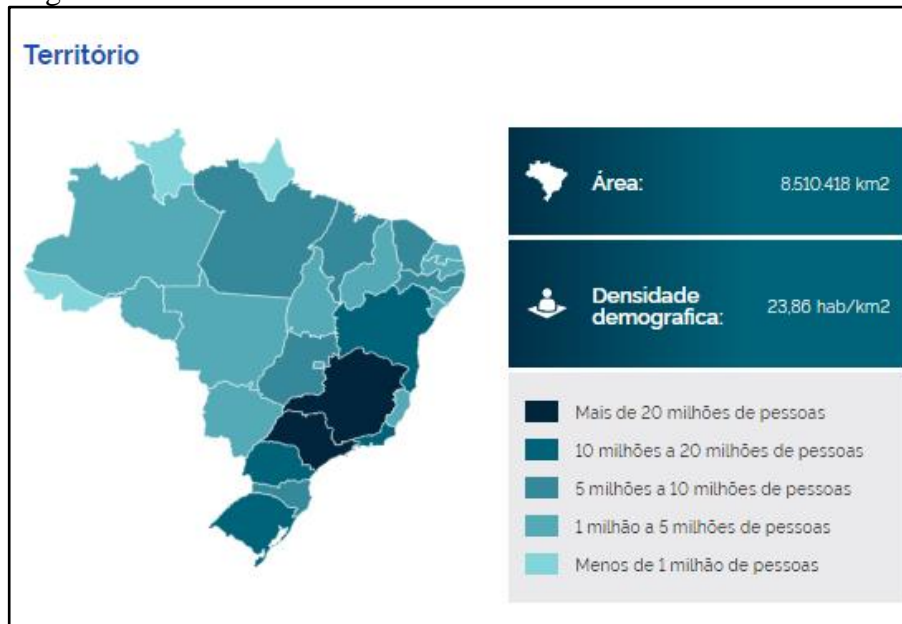 Território
Área:
8.510.418 km2
Densidade
demografica:
23,86 hab/km2
Mais de 20 milhões de pessoas
10 milhões a 20 milhões de pessoas
5 milhões a 10 milhões de pessoas
1 milhão a 5 milhões de pessoas
Menos de 1 milhão de pessoas